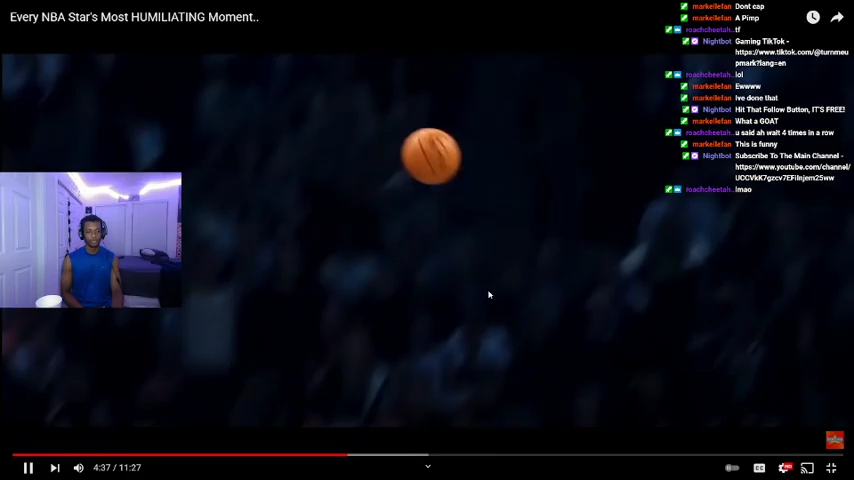 Every NBA Star's Most HUMILIATING Moment..
markellefan Dont cap
markellefan A Pimp
roachcheetah.. tf
Nightbot Gaming TikTok -
https://www.tiktok.com/@turnmeu
pmark?lang=en
roachcheetah.. lol
markellefan Ewwww
markellefan Ive done that
Nightbot Hit That Follow Button, IT'S FREE!
markellefan What a GOAT
roachcheetah.. u said ah wait 4 times in a row
markellefan This is funny
Nightbot Subscribe To The Main Channel -
https://www.youtube.com/channel/
roachcheetah.. lmao
4:37 / 11:27
CC
HD